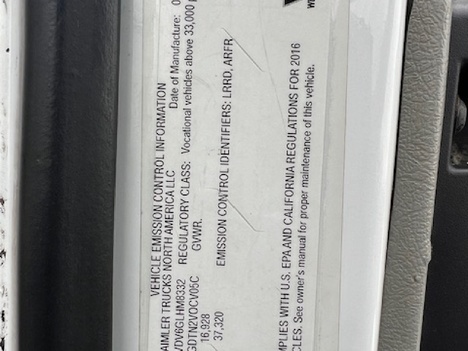 VEHICLE EMISSION CONTROL INFORMATION
AIMLER TRUCKS NORTH AMERICA LLC Date of Manufacture: 0
VDV6GLHM8332 REGULATORY CLASS: Vocational vehicles above 33,000 p
GDTN2VOCV05C GVWR.
16,928
37,320 EMISSION CONTROL IDENTIFIERS: LRRD, ARFR
MPLIES WITH U.S. EPA AND CALIFORNIA REGULATIONS FOR 2016
CLES. See owner's manual for proper maintenance of this vehicle.